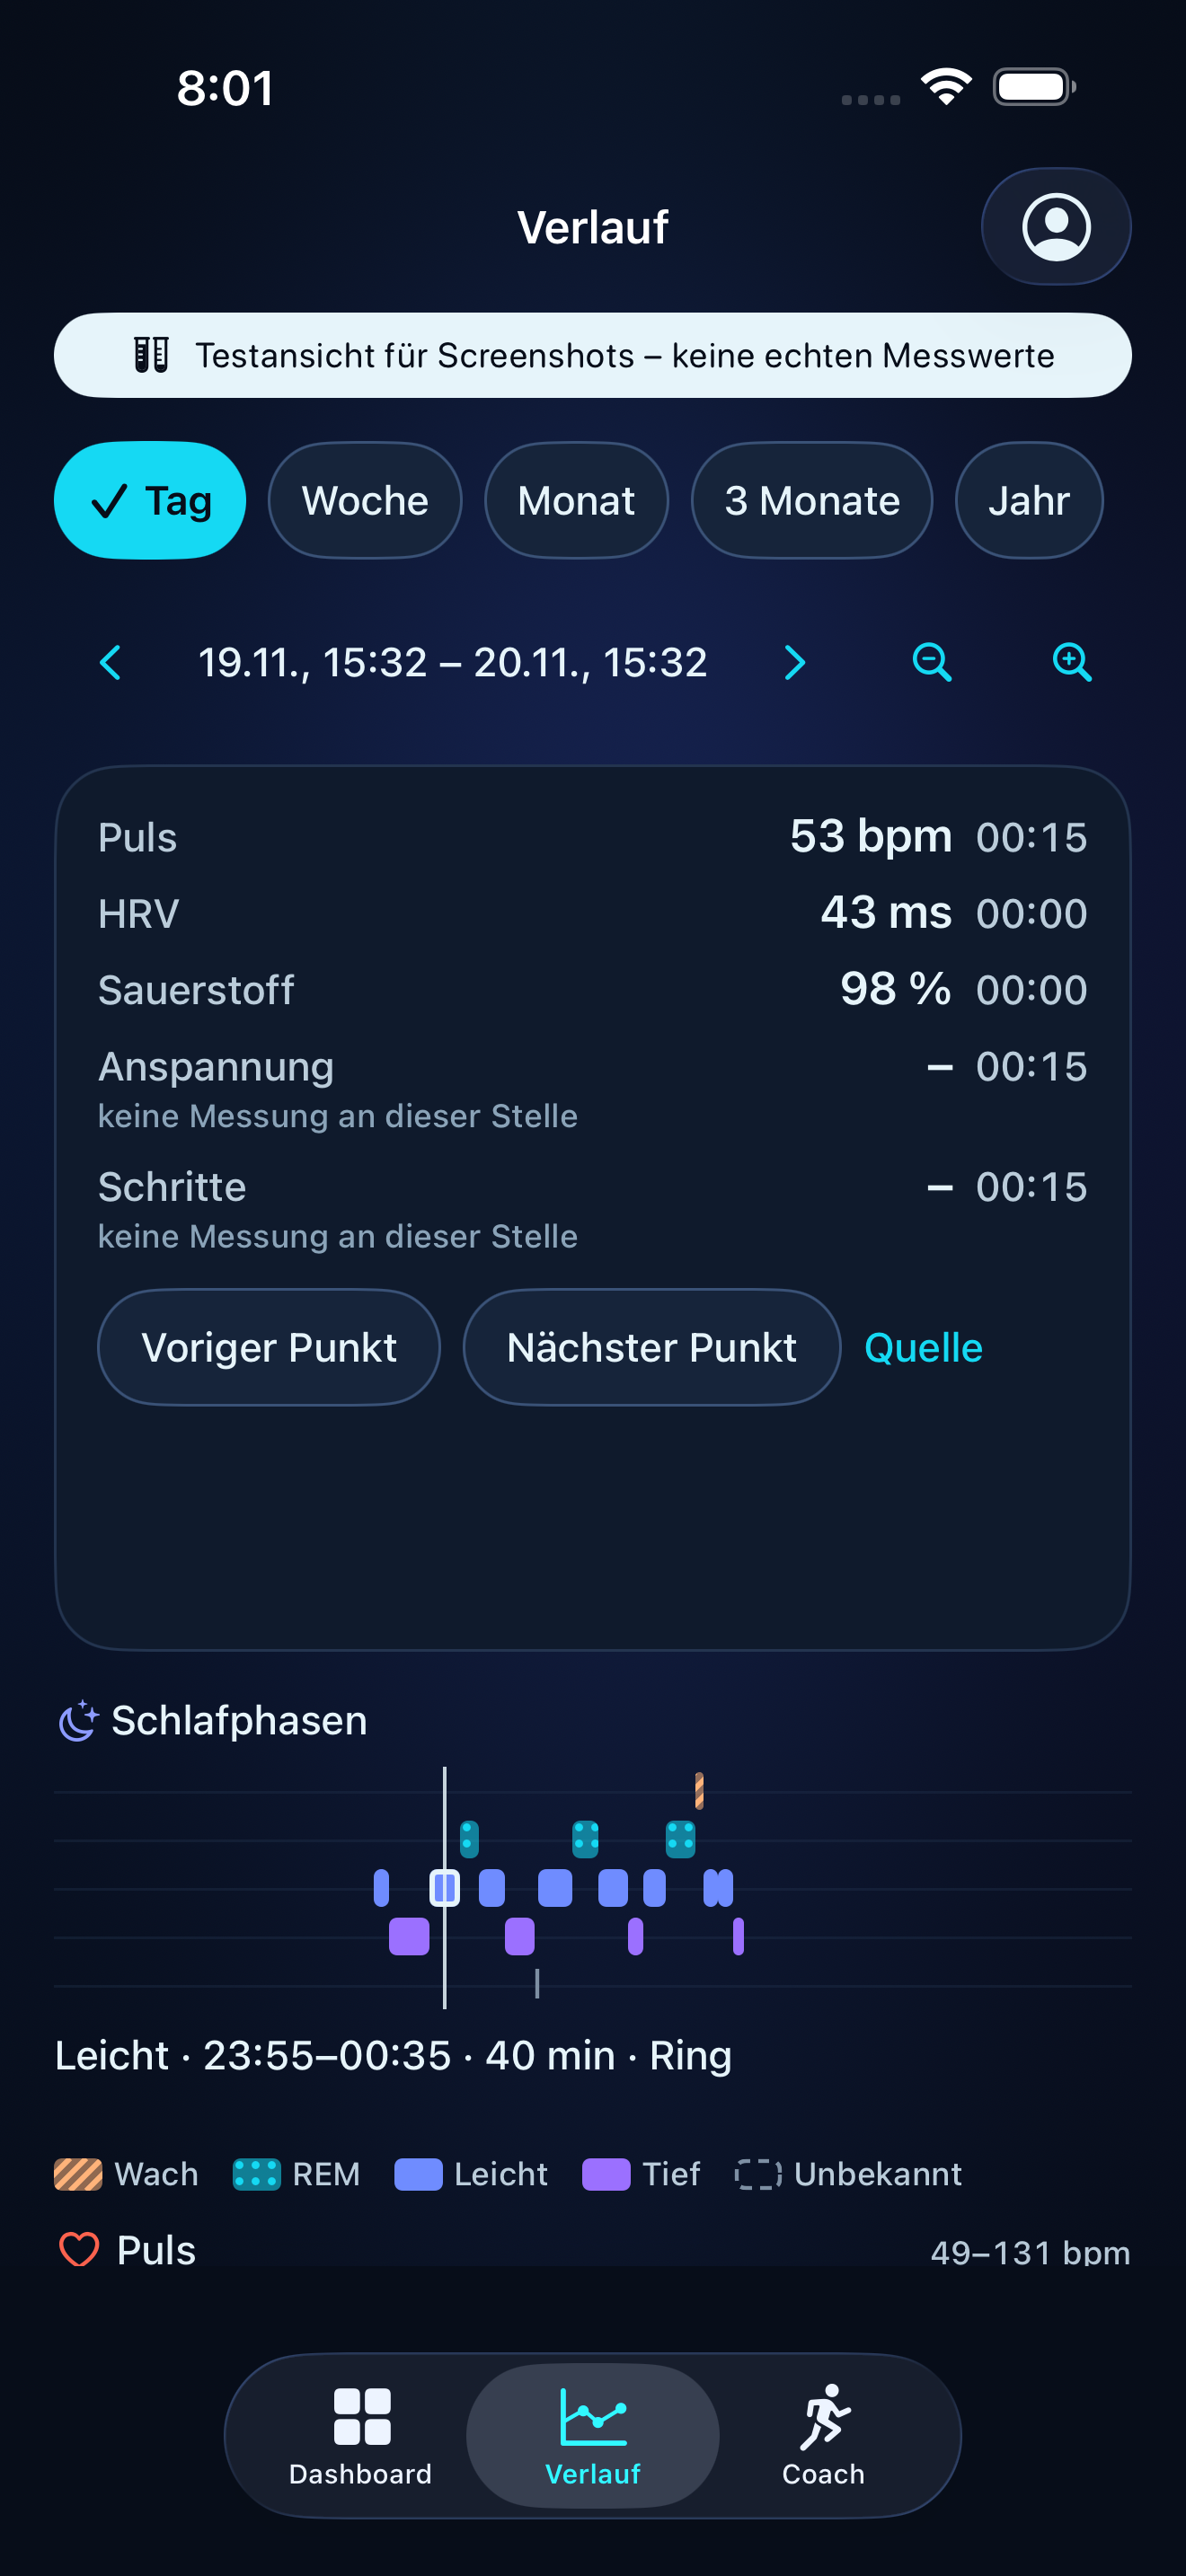 8:01
Verlauf
Testansicht für Screenshots – keine echten Messwerte
Tag Woche Monat 3 Monate Jahr
19.11., 15:32 – 20.11., 15:32
Puls 53 bpm 00:15
HRV 43 ms 00:00
Sauerstoff 98 % 00:00
Anspannung – 00:15
keine Messung an dieser Stelle
Schritte – 00:15
keine Messung an dieser Stelle
Voriger Punkt Nächster Punkt Quelle
Schlafphasen
Leicht · 23:55–00:35 · 40 min · Ring
Wach REM Leicht Tief Unbekannt
Puls 49–131 bpm
Dashboard Verlauf Coach